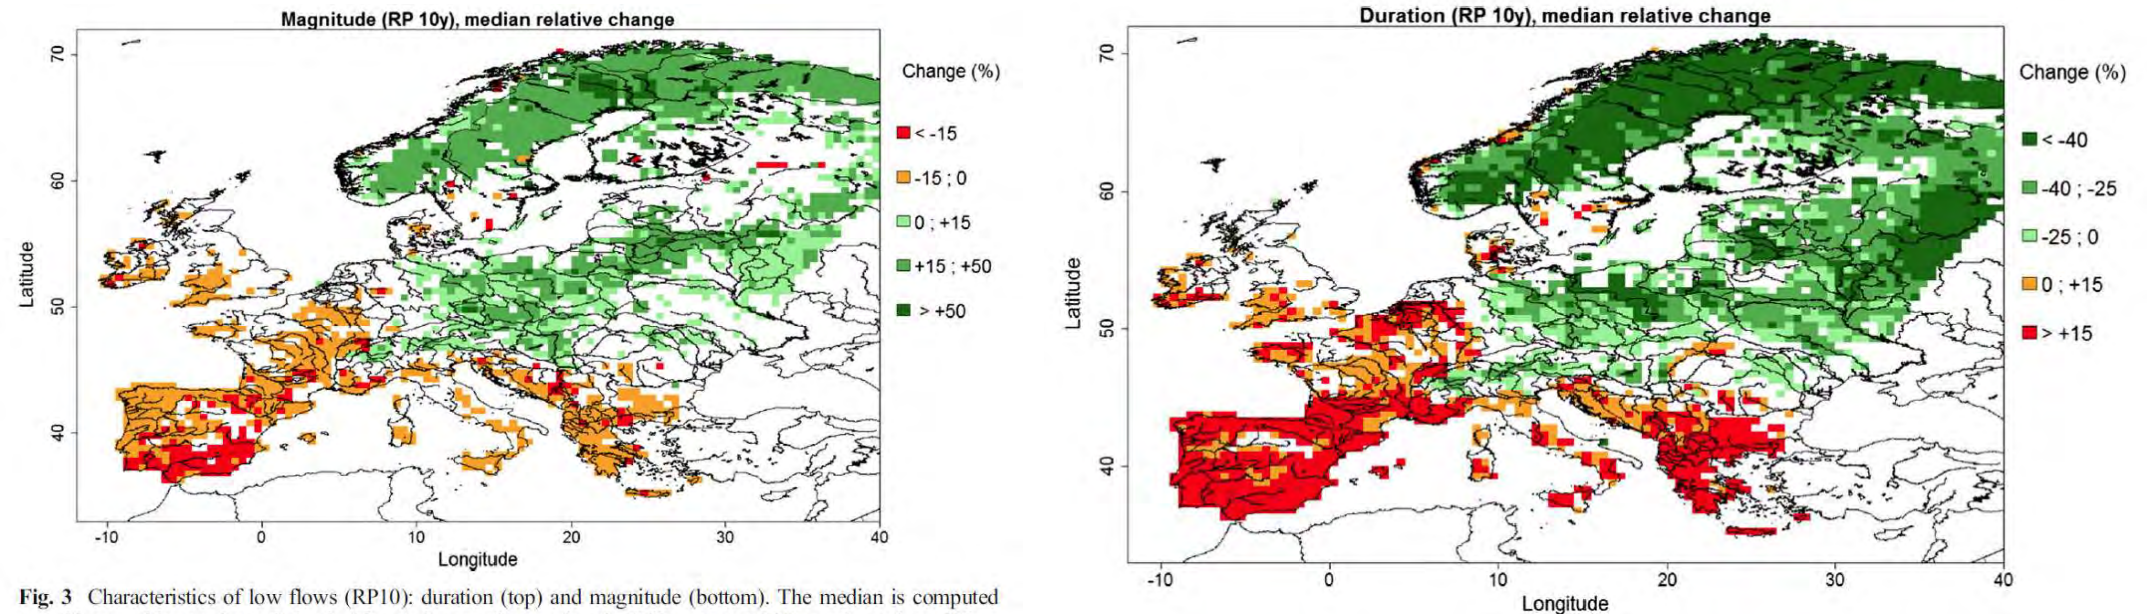 Magnitude (RP 10y), median relative change
Change (%)
< -15
-15 ; 0
0 ; +15
+15 ; +50
> +50
Latitude
70
60
50
40
-10
0
10
20
30
40
Longitude
Fig. 3 Characteristics of low flows (RP10): duration (top) and magnitude (bottom). The median is computed
Duration (RP 10y), median relative change
Change (%)
< -40
-40 ; -25
-25 ; 0
0 ; +15
> +15
Latitude
70
60
50
40
-10
0
10
20
30
40
Longitude